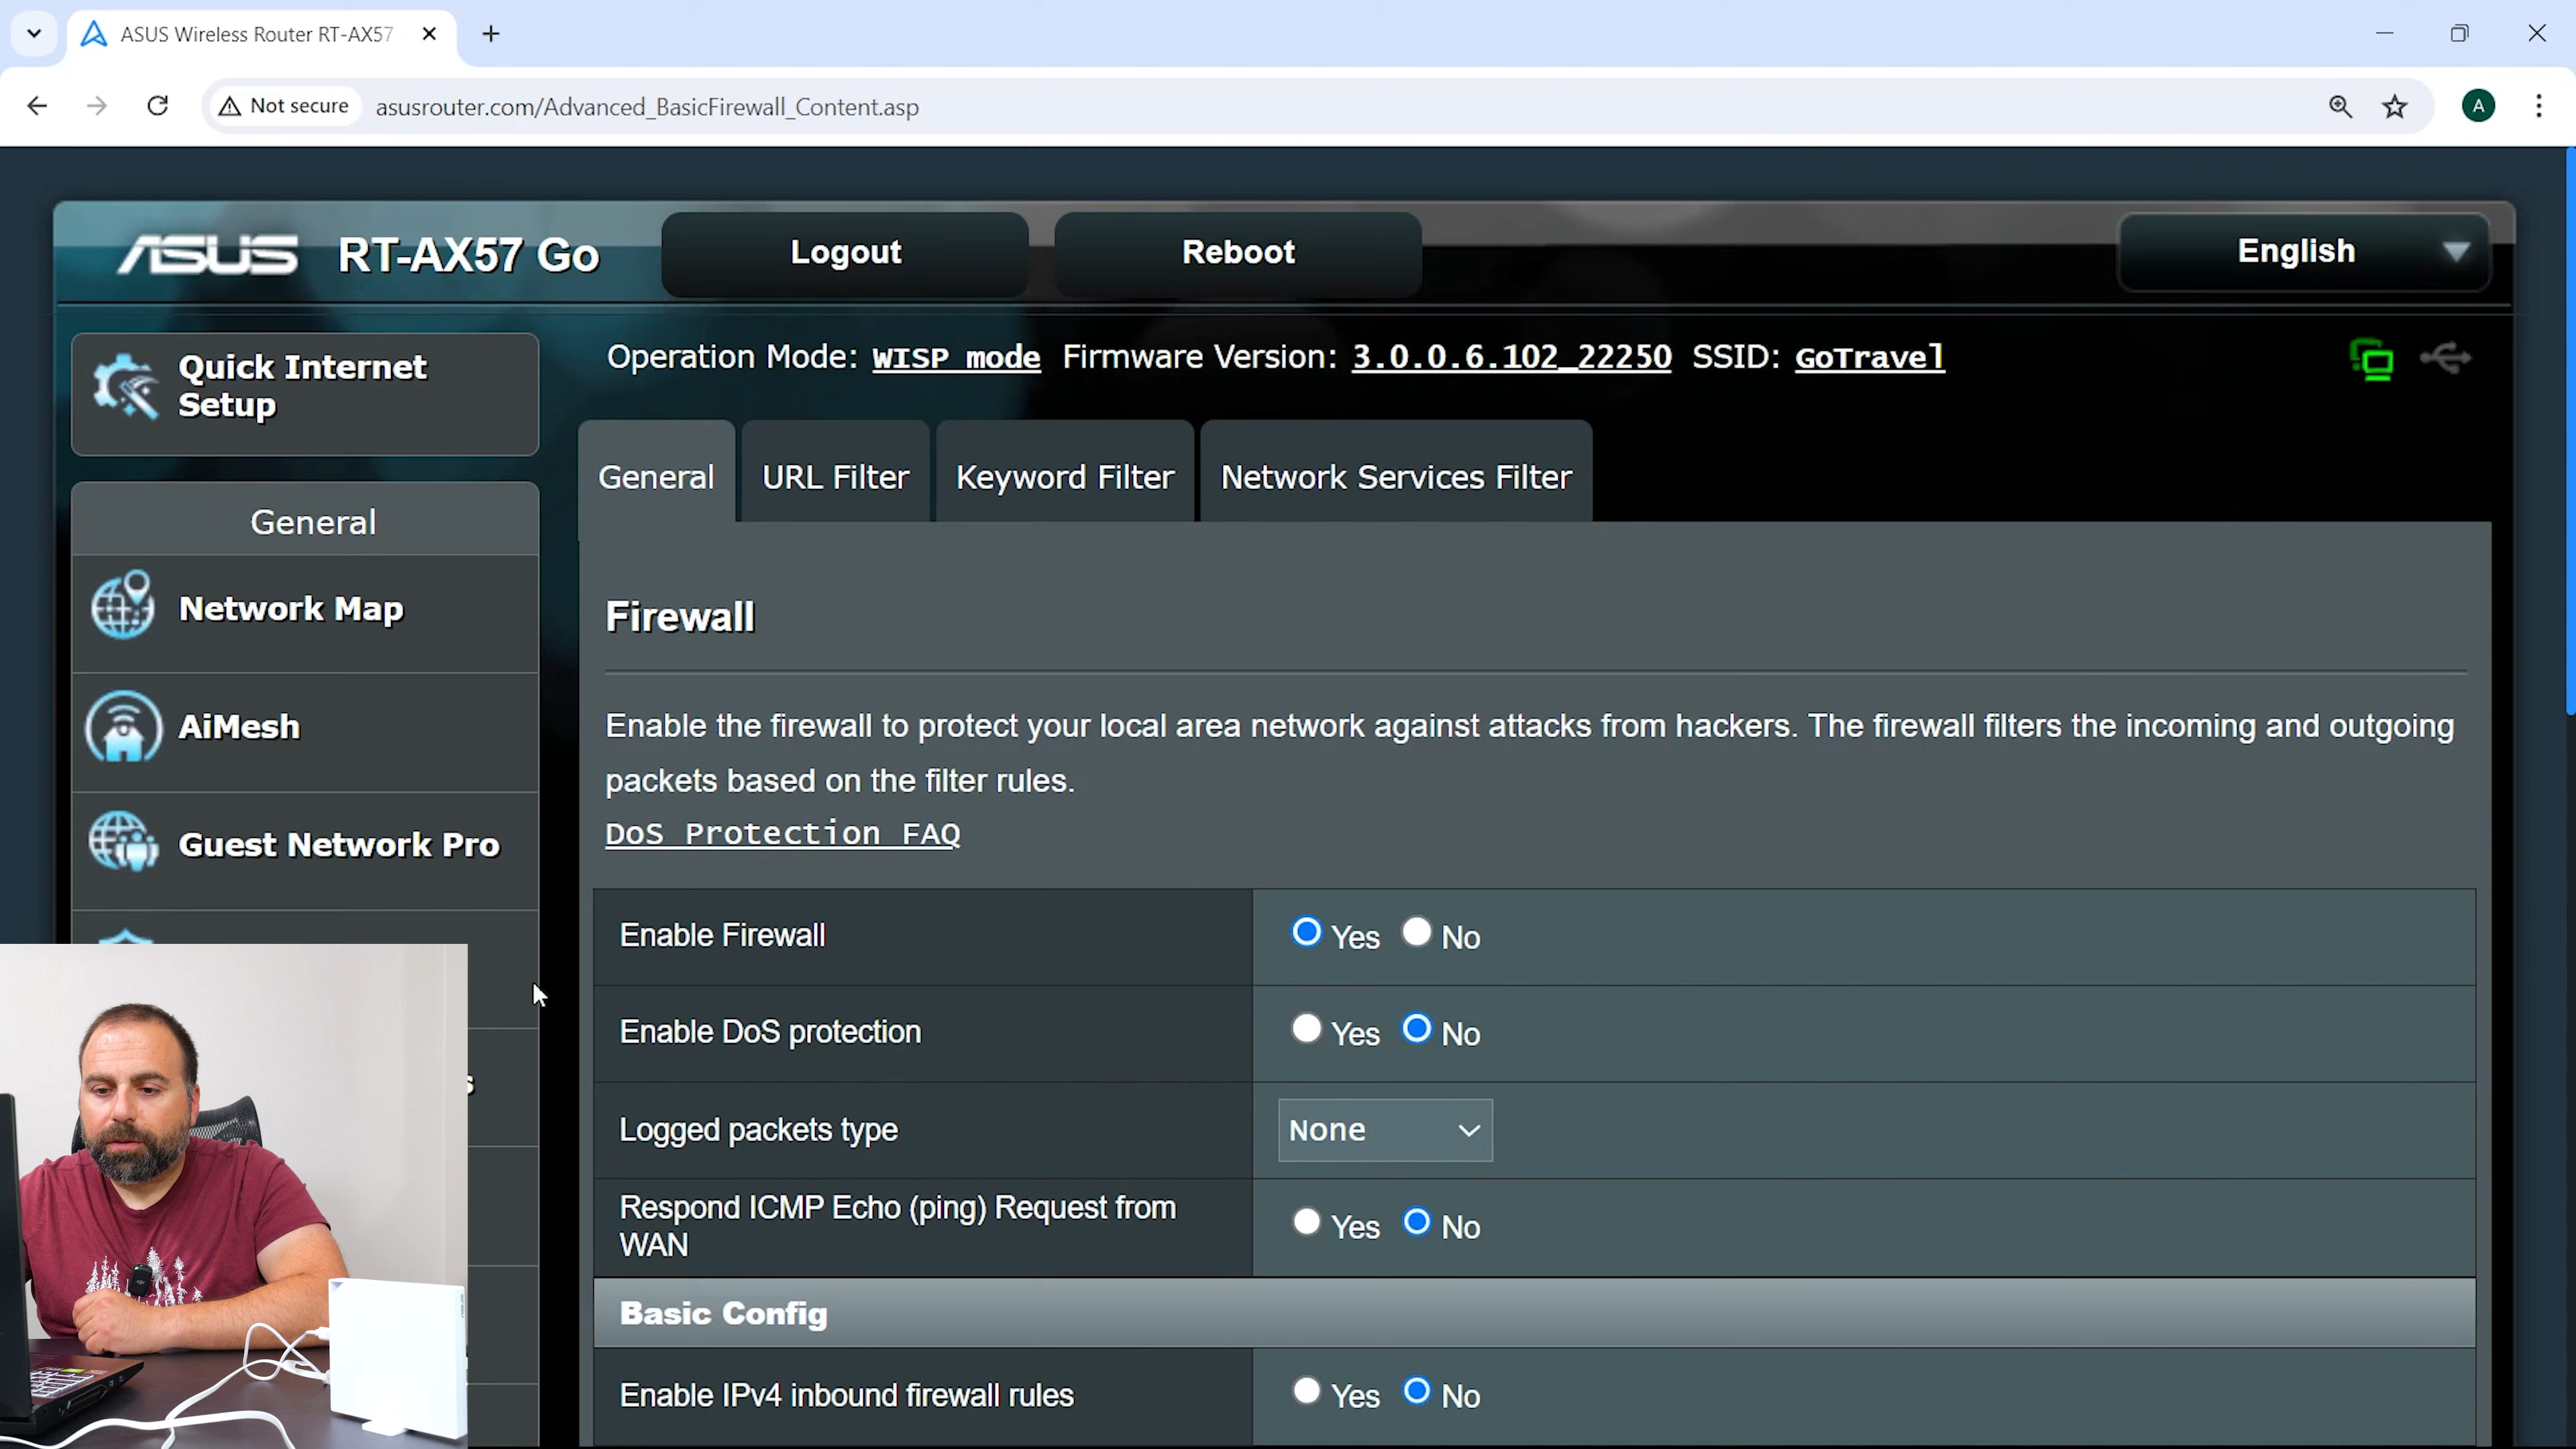 ASUS Wireless Router RT-AX57
Not secure
asusrouter.com/Advanced_BasicFirewall_Content.asp
A
ASUS
RT-AX57 Go
Logout
Reboot
English
Quick Internet
Setup
Operation Mode: WISP mode Firmware Version: 3.0.0.6.102_22250 SSID: GoTravel
General
Network Map
AiMesh
Guest Network Pro
s
General
URL Filter
Keyword Filter
Network Services Filter
Firewall
Enable the firewall to protect your local area network against attacks from hackers. The firewall filters the incoming and outgoing
packets based on the filter rules.
DoS Protection FAQ
Enable Firewall
Yes No
Enable DoS protection
Yes No
Logged packets type
None
Respond ICMP Echo (ping) Request from
WAN
Yes No
Basic Config
Enable IPv4 inbound firewall rules
Yes No